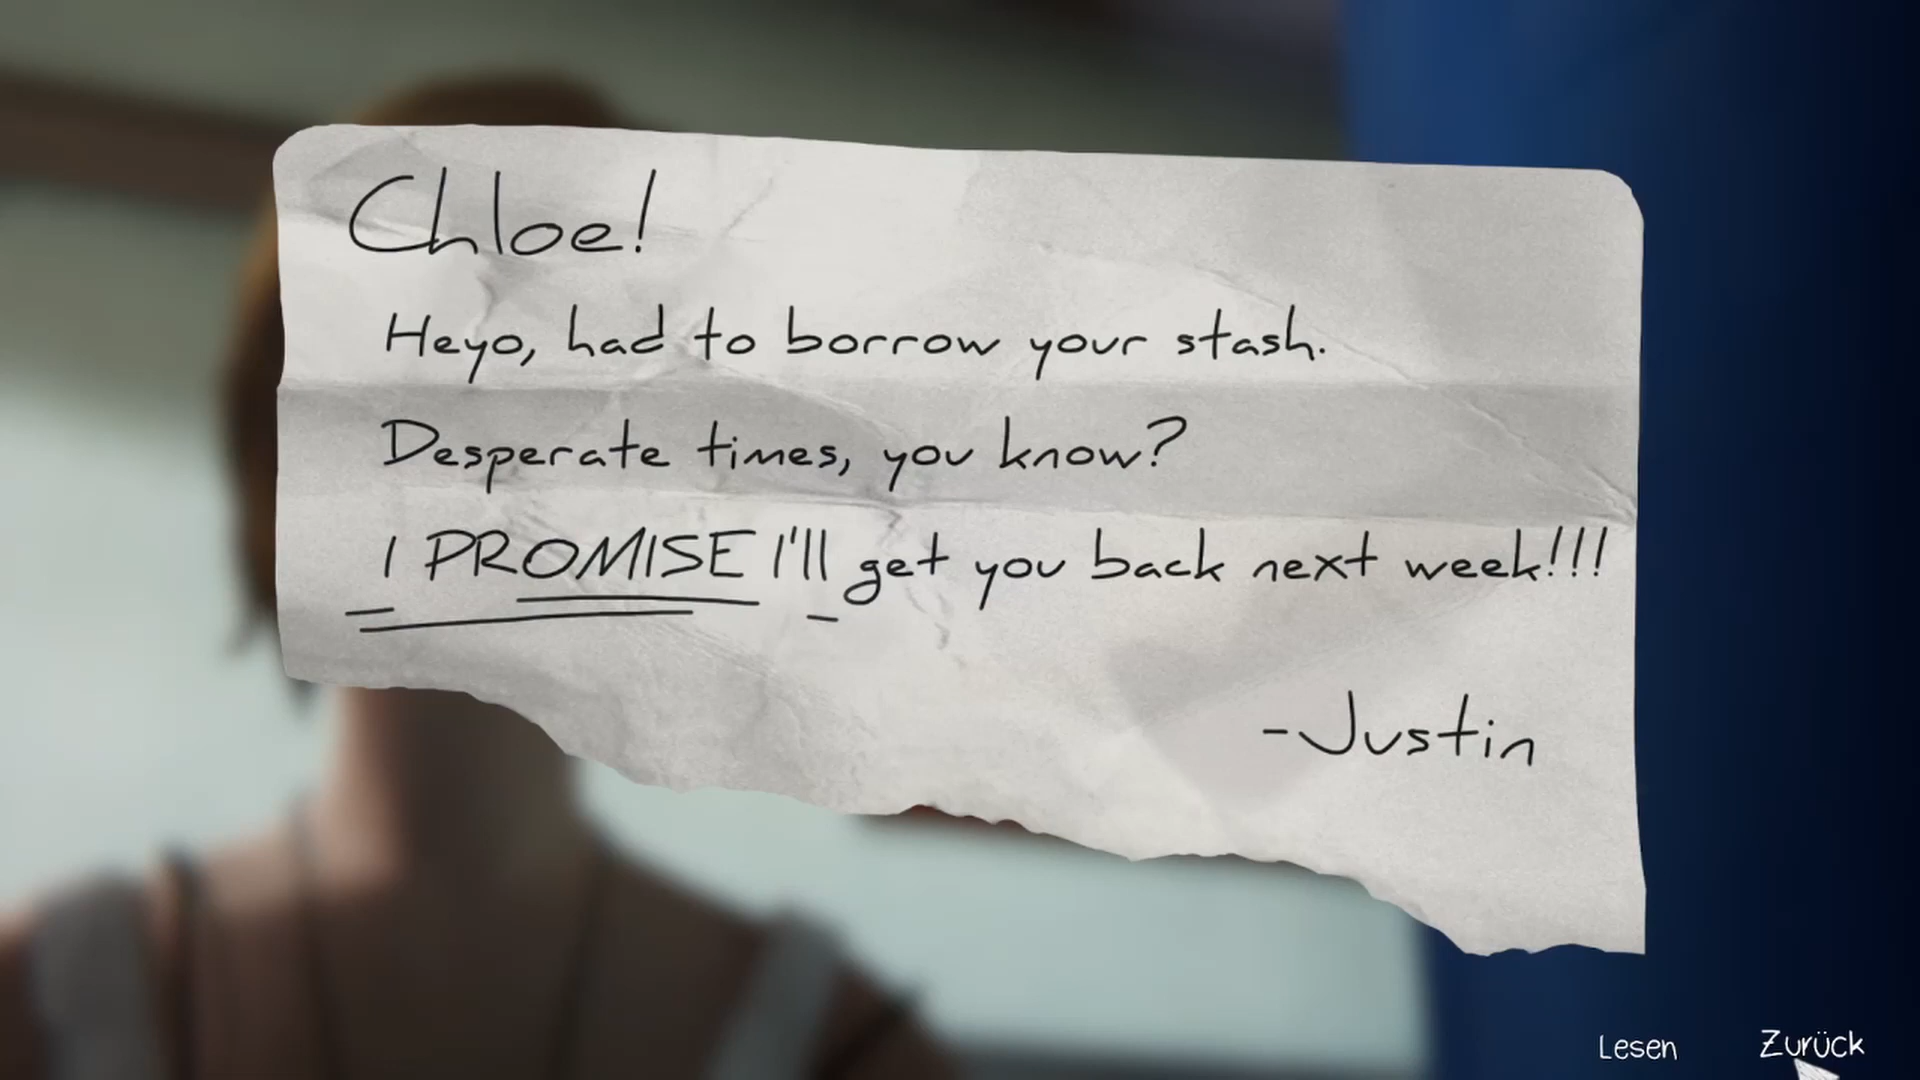 Chloe!
Heyo, had to borrow your stash.
Desperate times, you know?
I PROMISE I'll get you back next week!!!
-Justin
Lesen Zurück